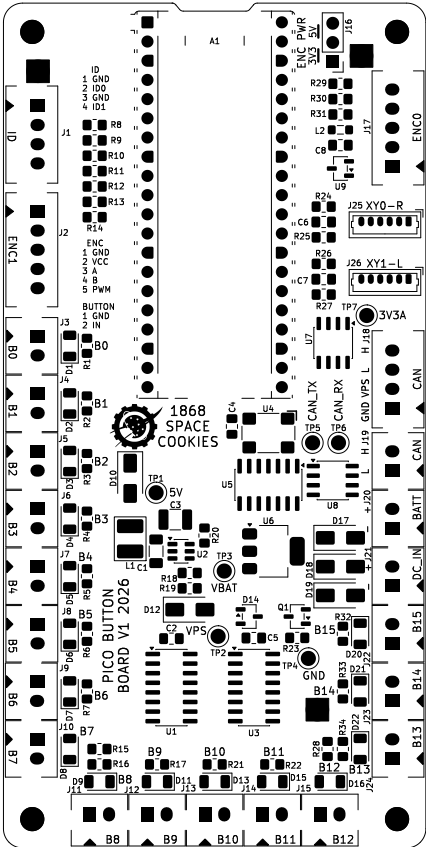 A1
J16
ENC PWR
5V
3V3
ID
1 GND
2 ID0
3 GND
4 ID1
R8
R9
R10
R11
R12
R13
R14
ID
J1
R29
R30
R31
L2
C8
U9
J17
ENC0
ENC1
J2
ENC
1 GND
2 VCC
3 A
4 B
5 PWM
R24
C6
R25
R26
C7
R27
J25 XY0-R
J26 XY1-L
BUTTON
1 GND
2 IN
U7
TP7
3V3A
J18
H
L
VPS
GND
CAN
J3
B0
D1
R1
B0
J4
B1
D2
R2
B1
1868
SPACE
COOKIES
C4
U4
CAN_TX
CAN_RX
TP5
TP6
J19
H
L
CAN
J5
B2
D3
R3
B2
D10
TP1
5V
U5
U8
J20
+
-
BATT
J6
B3
D4
R4
B3
C3
L1
C1
U2
R20
U6
D17
J7
B4
D5
R5
B4
R18
R19
TP3
VBAT
D18
D19
J21
+
-
DC_IN
J8
B5
D6
R6
B5
D12
C2
VPS
TP2
D14
C5
Q1
R23
TP4
GND
R32
B15
D20
J22
B15
PICO BUTTON
BOARD V1 2026
J9
B6
D7
R7
B6
U1
U3
B14
R33
D21
J23
B14
J10
B7
D8
B7
R15
R16
B8
D9
J11
B9
R17
D11
J12
B10
R21
D13
J13
B11
R22
D15
J14
R28
R34
B12
D16
J15
D22
B13
J24
B13
B8
B9
B10
B11
B12